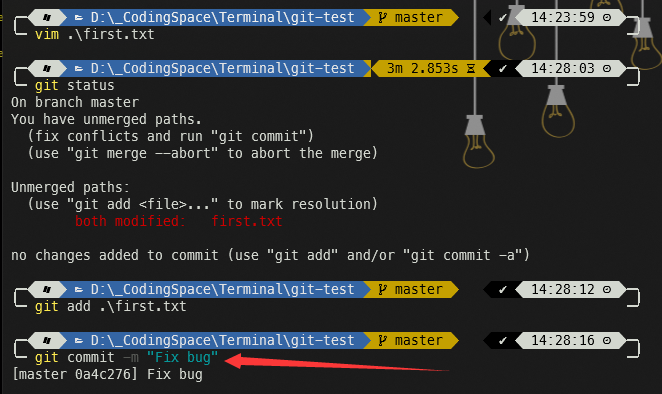 D:\_CodingSpace\Terminal\git-test master ✔ 14:23:59
vim .\first.txt
D:\_CodingSpace\Terminal\git-test 3m 2.853s ✔ 14:28:03
git status
On branch master
You have unmerged paths.
  (fix conflicts and run "git commit")
  (use "git merge --abort" to abort the merge)
Unmerged paths:
  (use "git add <file>..." to mark resolution)
        both modified:   first.txt
no changes added to commit (use "git add" and/or "git commit -a")
D:\_CodingSpace\Terminal\git-test master ✔ 14:28:12
git add .\first.txt
D:\_CodingSpace\Terminal\git-test master ✔ 14:28:16
git commit -m "Fix bug"
[master 0a4c276] Fix bug